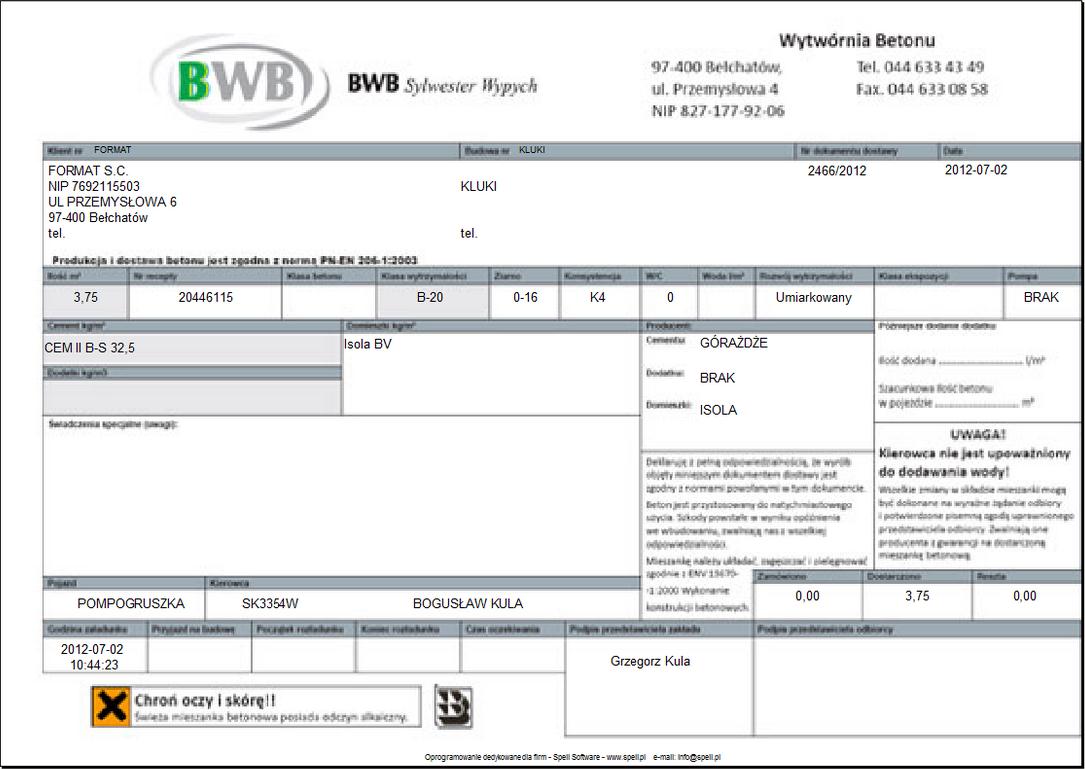 BWB
BWB Sylwester Wypych
Wytwórnia Betonu
97-400 Bełchatów,
ul. Przemysłowa 4
NIP 827-177-92-06
Tel. 044 633 43 49
Fax. 044 633 08 58
Klient nr FORMAT
Budowa nr KLUKI
Nr dokumentu dostawy
Data
FORMAT S.C.
NIP 7692115503
UL PRZEMYSŁOWA 6
97-400 Bełchatów
tel.
KLUKI
tel.
2466/2012
2012-07-02
Produkcja i dostawa betonu jest zgodna z normą PN-EN 206-1:2003
Ilość m³ Nr recepty Klasa betonu Klasa wytrzymałości Ziarno Konsystencja W/C Woda l/m³ Rozwój wytrzymałości Klasa ekspozycji Pompa
3,75 20446115 B-20 0-16 K4 0 Umiarkowany BRAK
Cement kg/m³
CEM II B-S 32,5
Dodatki kg/m3
Domieszki kg/m³
Isola BV
Producent:
Cementu: GÓRAŻDŻE
Dodatku: BRAK
Domieszki: ISOLA
Późniejsze dodanie dodatku
Ilość dodana .......................... l/m³
Szacunkowa ilość betonu
w pojeździe .......................... m³
Świadczenia specjalne (uwagi):
Deklaruję z pełną odpowiedzialnością, że wyrób
objęty niniejszym dokumentem dostawy jest
zgodny z normami powołanymi w tym dokumencie.
Beton jest przystosowany do natychmiastowego
użycia. Szkody powstałe w wyniku opóźnienia
we wbudowaniu, zwalniają nas z wszelkiej
odpowiedzialności.
Mieszankę należy układać, zagęszczać i pielęgnować
zgodnie z ENV 13670-
-1:2000 Wykonanie
konstrukcji betonowych.
UWAGA!
Kierowca nie jest upoważniony
do dodawania wody!
Wszelkie zmiany w składzie mieszanki mogą
być dokonane na wyraźne żądanie odbiory
i potwierdzone pisemną zgodą uprawnionego
przedstawiciela odbiorcy. Zwalniają one
producenta z gwarancji na dostarczoną
mieszankę betonową.
Pojazd Kierowca
POMPOGRUSZKA SK3354W BOGUSŁAW KULA
Zamówiono Dostarczono Reszta
0,00 3,75 0,00
Godzina załadunku Przyjazd na budowę Początek rozładunku Koniec rozładunku Czas oczekiwania Podpis przedstawiciela zakładu Podpis przedstawiciela odbiorcy
2012-07-02
10:44:23
Grzegorz Kula
Chroń oczy i skórę!!
Świeża mieszanka betonowa posiada odczyn alkaliczny.
Oprogramowanie dedykowane dla firm - Spell Software - www.spell.pl e-mail: info@spell.pl